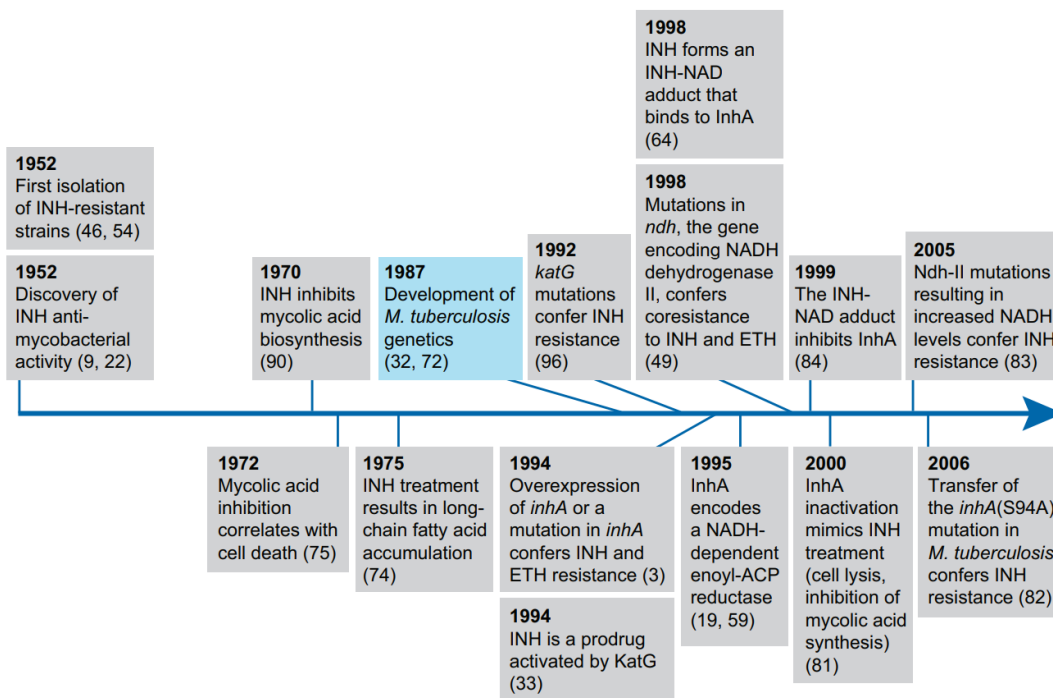 1998
INH forms an
INH-NAD
adduct that
binds to InhA
(64)
1952
First isolation
of INH-resistant
strains (46, 54)
1952
Discovery of
INH anti-
mycobacterial
activity (9, 22)
1970
INH inhibits
mycolic acid
biosynthesis
(90)
1987
Development of
M. tuberculosis
genetics
(32, 72)
1992
katG
mutations
confer INH
resistance
(96)
1998
Mutations in
ndh, the gene
encoding NADH
dehydrogenase
II, confers
coresistance
to INH and ETH
(49)
1999
The INH-
NAD adduct
inhibits InhA
(84)
2005
Ndh-II mutations
resulting in
increased NADH
levels confer INH
resistance (83)
1972
Mycolic acid
inhibition
correlates with
cell death (75)
1975
INH treatment
results in long-
chain fatty acid
accumulation
(74)
1994
Overexpression
of inhA or a
mutation in inhA
confers INH and
ETH resistance (3)
1994
INH is a prodrug
activated by KatG
(33)
1995
InhA
encodes
a NADH-
dependent
enoyl-ACP
reductase
(19, 59)
2000
InhA
inactivation
mimics INH
treatment
(cell lysis,
inhibition of
mycolic acid
synthesis)
(81)
2006
Transfer of
the inhA(S94A)
mutation in
M. tuberculosis
confers INH
resistance (82)